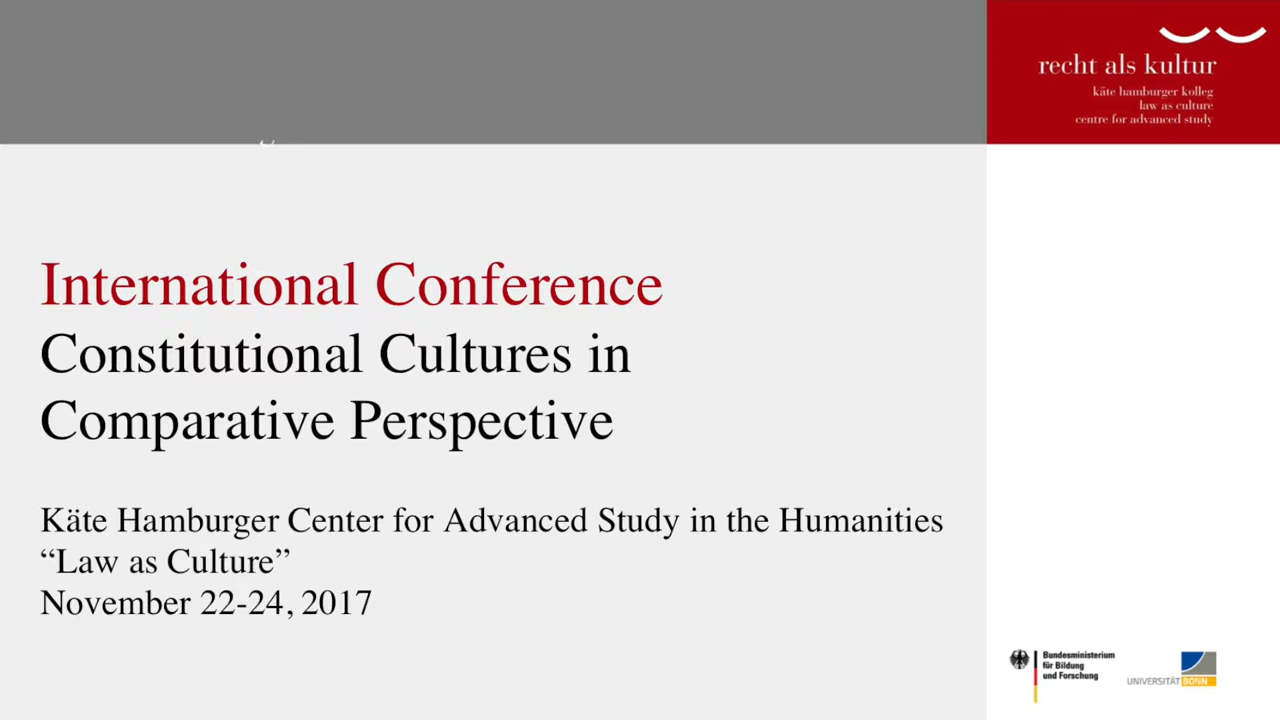 recht als kultur
käte hamburger kolleg
law as culture
centre for advanced study
International Conference
Constitutional Cultures in
Comparative Perspective
Käte Hamburger Center for Advanced Study in the Humanities
“Law as Culture”
November 22-24, 2017
Bundesministerium
für Bildung
und Forschung
UNIVERSITÄT BONN